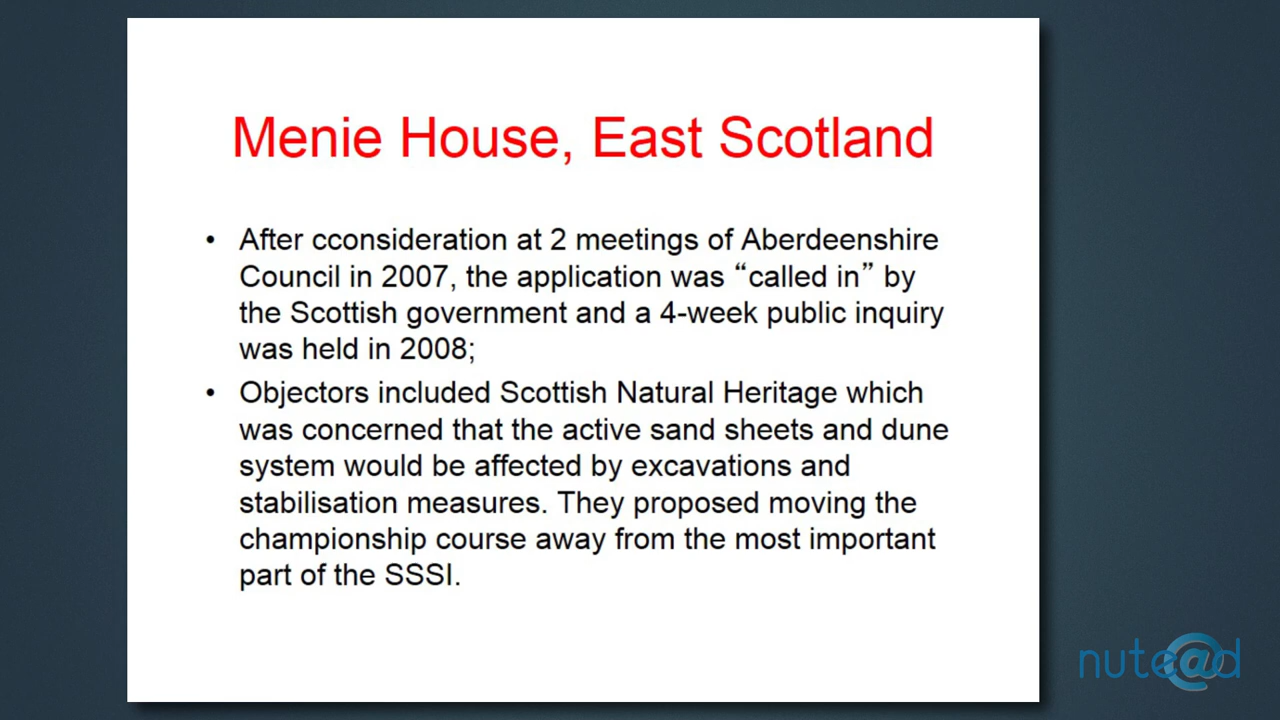 Menie House, East Scotland
• After cconsideration at 2 meetings of Aberdeenshire
Council in 2007, the application was “called in” by
the Scottish government and a 4-week public inquiry
was held in 2008;
• Objectors included Scottish Natural Heritage which
was concerned that the active sand sheets and dune
system would be affected by excavations and
stabilisation measures. They proposed moving the
championship course away from the most important
part of the SSSI.
nute@d